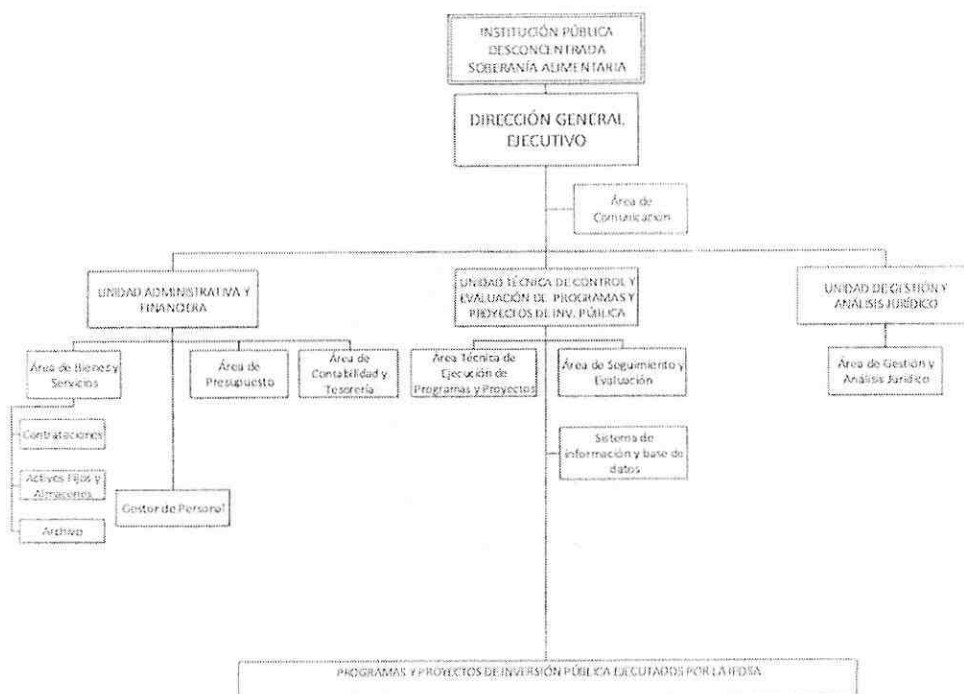 INSTITUCIÓN PÚBLICA
DESCONCENTRADA
SOBERANÍA ALIMENTARIA
DIRECCIÓN GENERAL
EJECUTIVO
Área de
Comunicación
UNIDAD ADMINISTRATIVA Y
FINANCIERA
UNIDAD TÉCNICA DE CONTROL Y
EVALUACIÓN DE PROGRAMAS Y
PROYECTOS DE INV. PÚBLICA
UNIDAD DE GESTIÓN Y
ANÁLISIS JURÍDICO
Área de Bienes y
Servicios
Área de
Presupuesto
Área de
Contabilidad y
Tesorería
Área Técnica de
Ejecución de
Programas y Proyectos
Área de Seguimiento y
Evaluación
Área de Gestión y
Análisis Jurídico
Contrataciones
Activos Fijos y
Almacenes
Archivo
Gestor de Personal
Sistema de
información y base de
datos
PROGRAMAS Y PROYECTOS DE INVERSIÓN PÚBLICA EJECUTADOS POR LA IPDSA